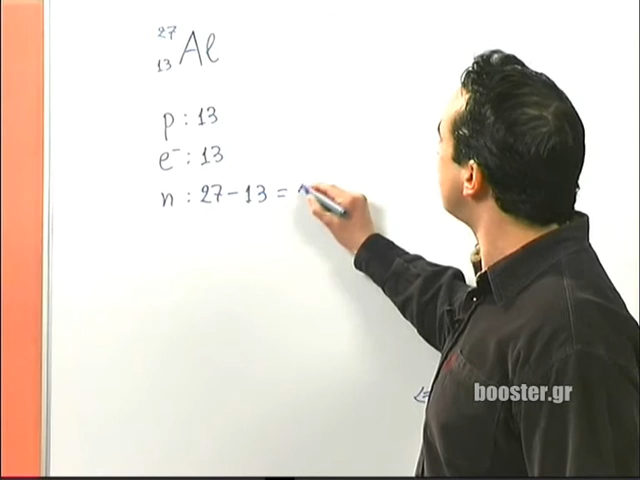 27
13 Al
p : 13
e⁻ : 13
n : 27 - 13 =
booster.gr